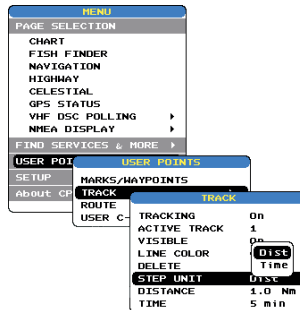 MENU
PAGE SELECTION
CHART
FISH FINDER
NAVIGATION
HIGHWAY
CELESTIAL
GPS STATUS
VHF DSC POLLING
NMEA DISPLAY
FIND SERVICES & MORE
USER POI
SETUP
About CP
USER POINTS
MARKS/WAYPOINTS
TRACK
ROUTE
USER C-
TRACK
TRACKING On
ACTIVE TRACK 1
VISIBLE On
LINE COLOR
DELETE
STEP UNIT Dist
DISTANCE 1.0 Nm
TIME 5 min
Dist
Time